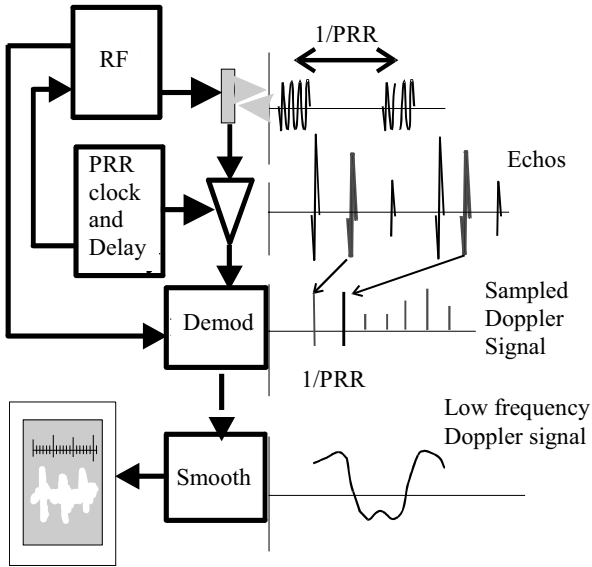 1/PRR
RF
Echos
PRR
clock
and
Delay
Sampled
Doppler
Signal
Demod
1/PRR
Low frequency
Doppler signal
Smooth